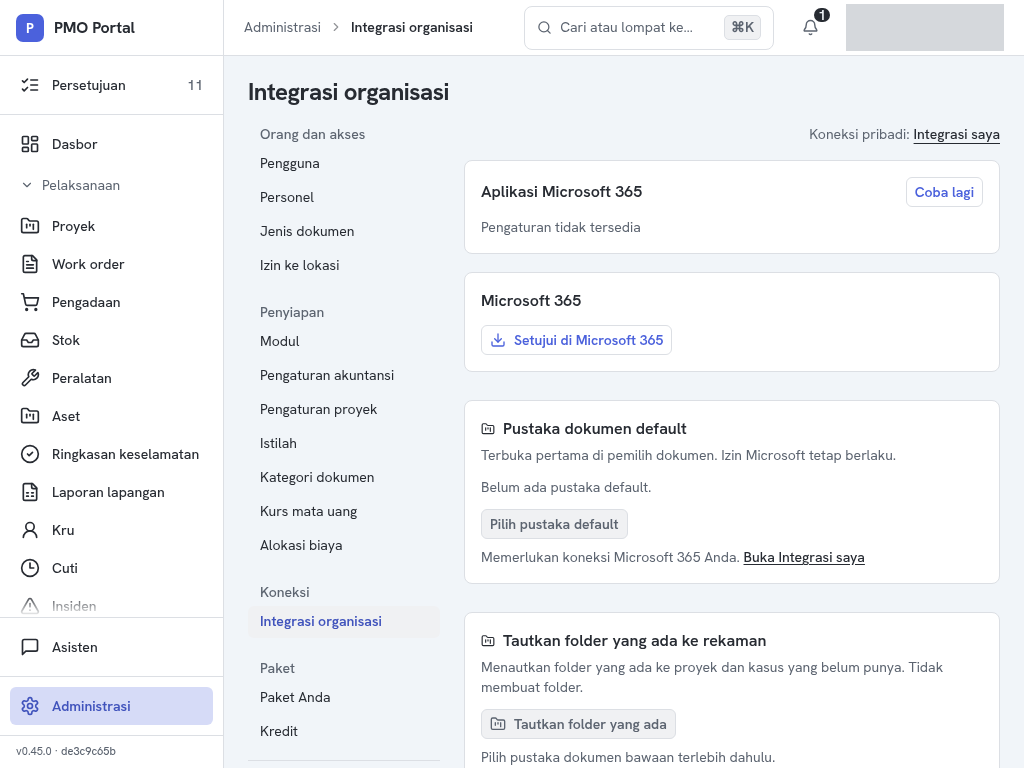 P PMO Portal
Administrasi > Integrasi organisasi
Cari atau lompat ke… ⌘K
1
Persetujuan 11
Dasbor
Pelaksanaan
Proyek
Work order
Pengadaan
Stok
Peralatan
Aset
Ringkasan keselamatan
Laporan lapangan
Kru
Cuti
Insiden
Asisten
Administrasi
v0.45.0 · de3c9c65b
Integrasi organisasi
Orang dan akses
Pengguna
Personel
Jenis dokumen
Izin ke lokasi
Penyiapan
Modul
Pengaturan akuntansi
Pengaturan proyek
Istilah
Kategori dokumen
Kurs mata uang
Alokasi biaya
Koneksi
Integrasi organisasi
Paket
Paket Anda
Kredit
Koneksi pribadi: Integrasi saya
Aplikasi Microsoft 365
Coba lagi
Pengaturan tidak tersedia
Microsoft 365
Setujui di Microsoft 365
Pustaka dokumen default
Terbuka pertama di pemilih dokumen. Izin Microsoft tetap berlaku.
Belum ada pustaka default.
Pilih pustaka default
Memerlukan koneksi Microsoft 365 Anda. Buka Integrasi saya
Tautkan folder yang ada ke rekaman
Menautkan folder yang ada ke proyek dan kasus yang belum punya. Tidak
membuat folder.
Tautkan folder yang ada
Pilih pustaka dokumen bawaan terlebih dahulu.